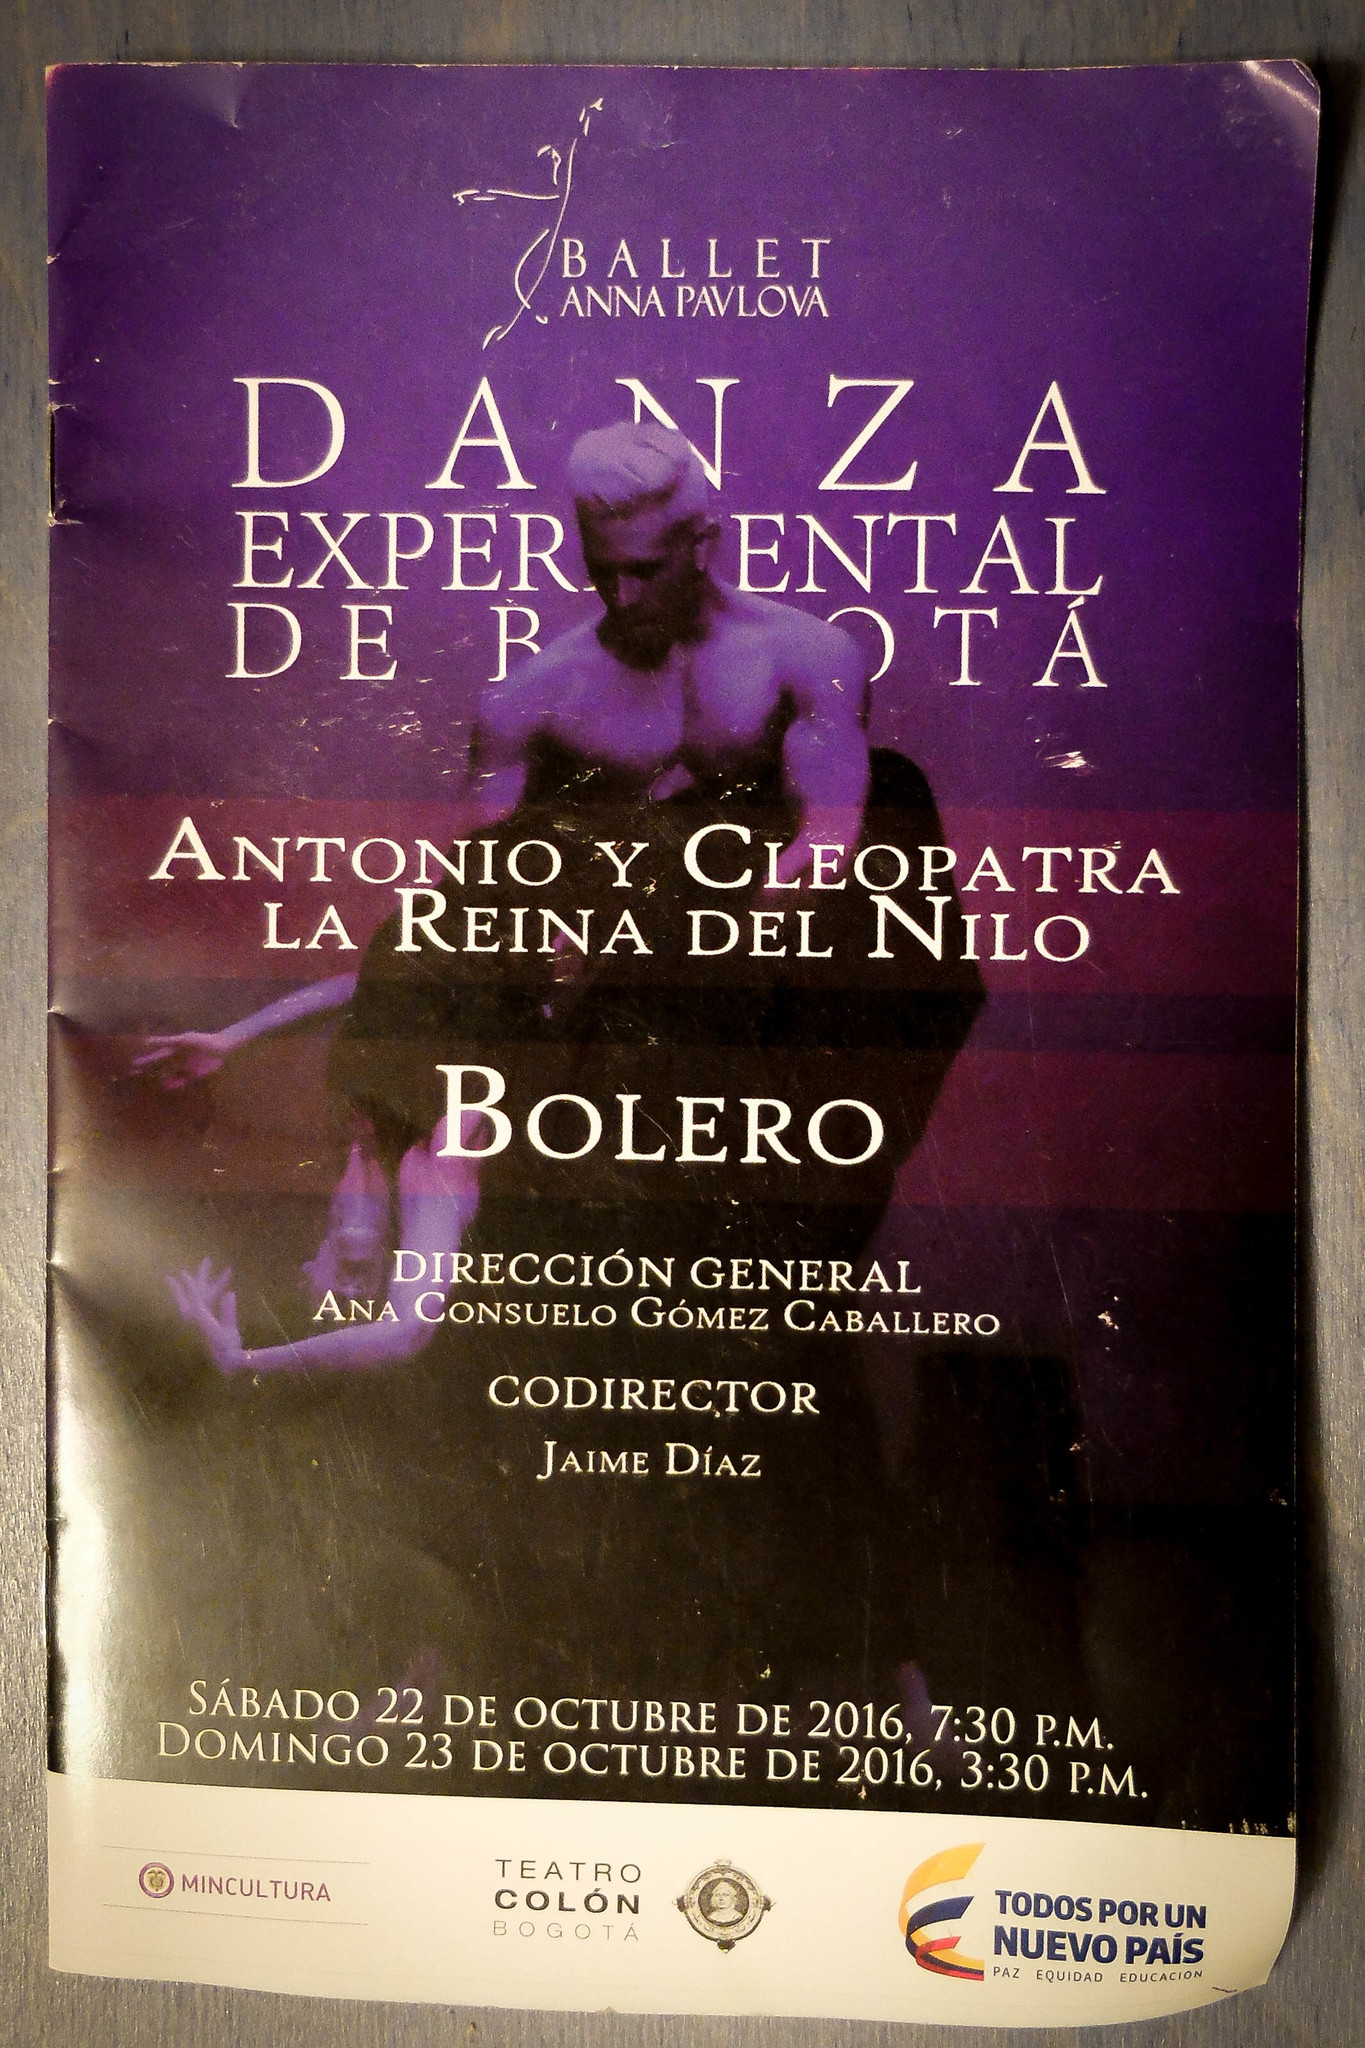 BALLET
ANNA PAVLOVA
DANZA
EXPERIMENTAL
DE BOGOTÁ
ANTONIO Y CLEOPATRA
LA REINA DEL NILO
BOLERO
DIRECCIÓN GENERAL
ANA CONSUELO GÓMEZ CABALLERO
CODIRECTOR
JAIME DÍAZ
SÁBADO 22 DE OCTUBRE DE 2016, 7:30 P.M.
DOMINGO 23 DE OCTUBRE DE 2016, 3:30 P.M.
MINCULTURA
TEATRO
COLÓN
BOGOTÁ
TODOS POR UN
NUEVO PAÍS
PAZ EQUIDAD EDUCACIÓN